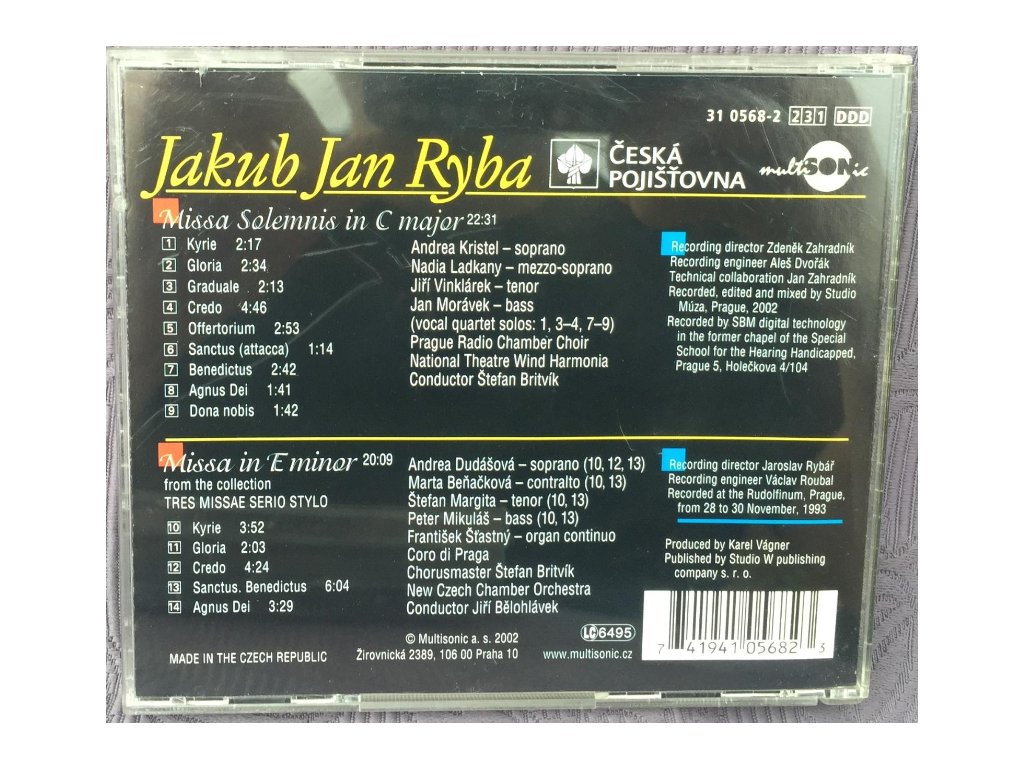 31 0568-2 231 DDD
Jakub Jan Ryba
ČESKÁ
POJIŠŤOVNA
multiSONic
Missa Solemnis in C major 22:31
1 Kyrie 2:17
2 Gloria 2:34
3 Graduale 2:13
4 Credo 4:46
5 Offertorium 2:53
6 Sanctus (attacca) 1:14
7 Benedictus 2:42
8 Agnus Dei 1:41
9 Dona nobis 1:42
Andrea Kristel – soprano
Nadia Ladkany – mezzo-soprano
Jiří Vinklárek – tenor
Jan Morávek – bass
(vocal quartet solos: 1, 3–4, 7–9)
Prague Radio Chamber Choir
National Theatre Wind Harmonia
Conductor Štefan Britvík
Recording director Zdeněk Zahradník
Recording engineer Aleš Dvořák
Technical collaboration Jan Zahradník
Recorded, edited and mixed by Studio
Múza, Prague, 2002
Recorded by SBM digital technology
in the former chapel of the Special
School for the Hearing Handicapped,
Prague 5, Holečkova 4/104
Missa in E minor 20:09
from the collection
TRES MISSAE SERIO STYLO
10 Kyrie 3:52
11 Gloria 2:03
12 Credo 4:24
13 Sanctus. Benedictus 6:04
14 Agnus Dei 3:29
Andrea Dudášová – soprano (10, 12, 13)
Marta Beňačková – contralto (10, 13)
Štefan Margita – tenor (10, 13)
Peter Mikuláš – bass (10, 13)
František Šťastný – organ continuo
Coro di Praga
Chorusmaster Štefan Britvík
New Czech Chamber Orchestra
Conductor Jiří Bělohlávek
Recording director Jaroslav Rybář
Recording engineer Václav Roubal
Recorded at the Rudolfinum, Prague,
from 28 to 30 November, 1993
Produced by Karel Vágner
Published by Studio W publishing
company s. r. o.
MADE IN THE CZECH REPUBLIC
© Multisonic a. s. 2002
Žirovnická 2389, 106 00 Praha 10
LC 6495
www.multisonic.cz
7 41941 05682 3